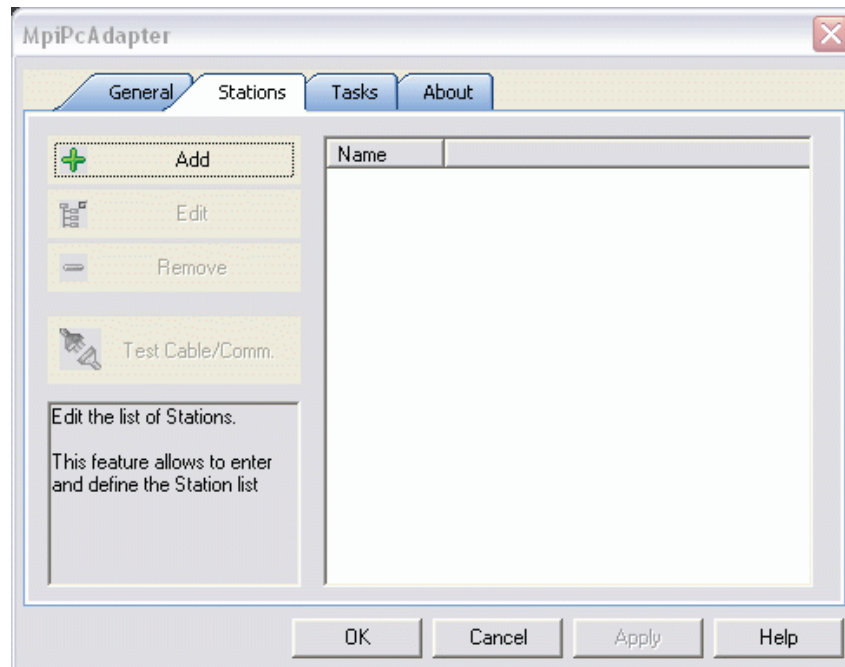 MpiPcAdapter
General Stations Tasks About
Add
Edit
Remove
Test Cable/Comm.
Edit the list of Stations.
This feature allows to enter
and define the Station list
Name
OK Cancel Apply Help